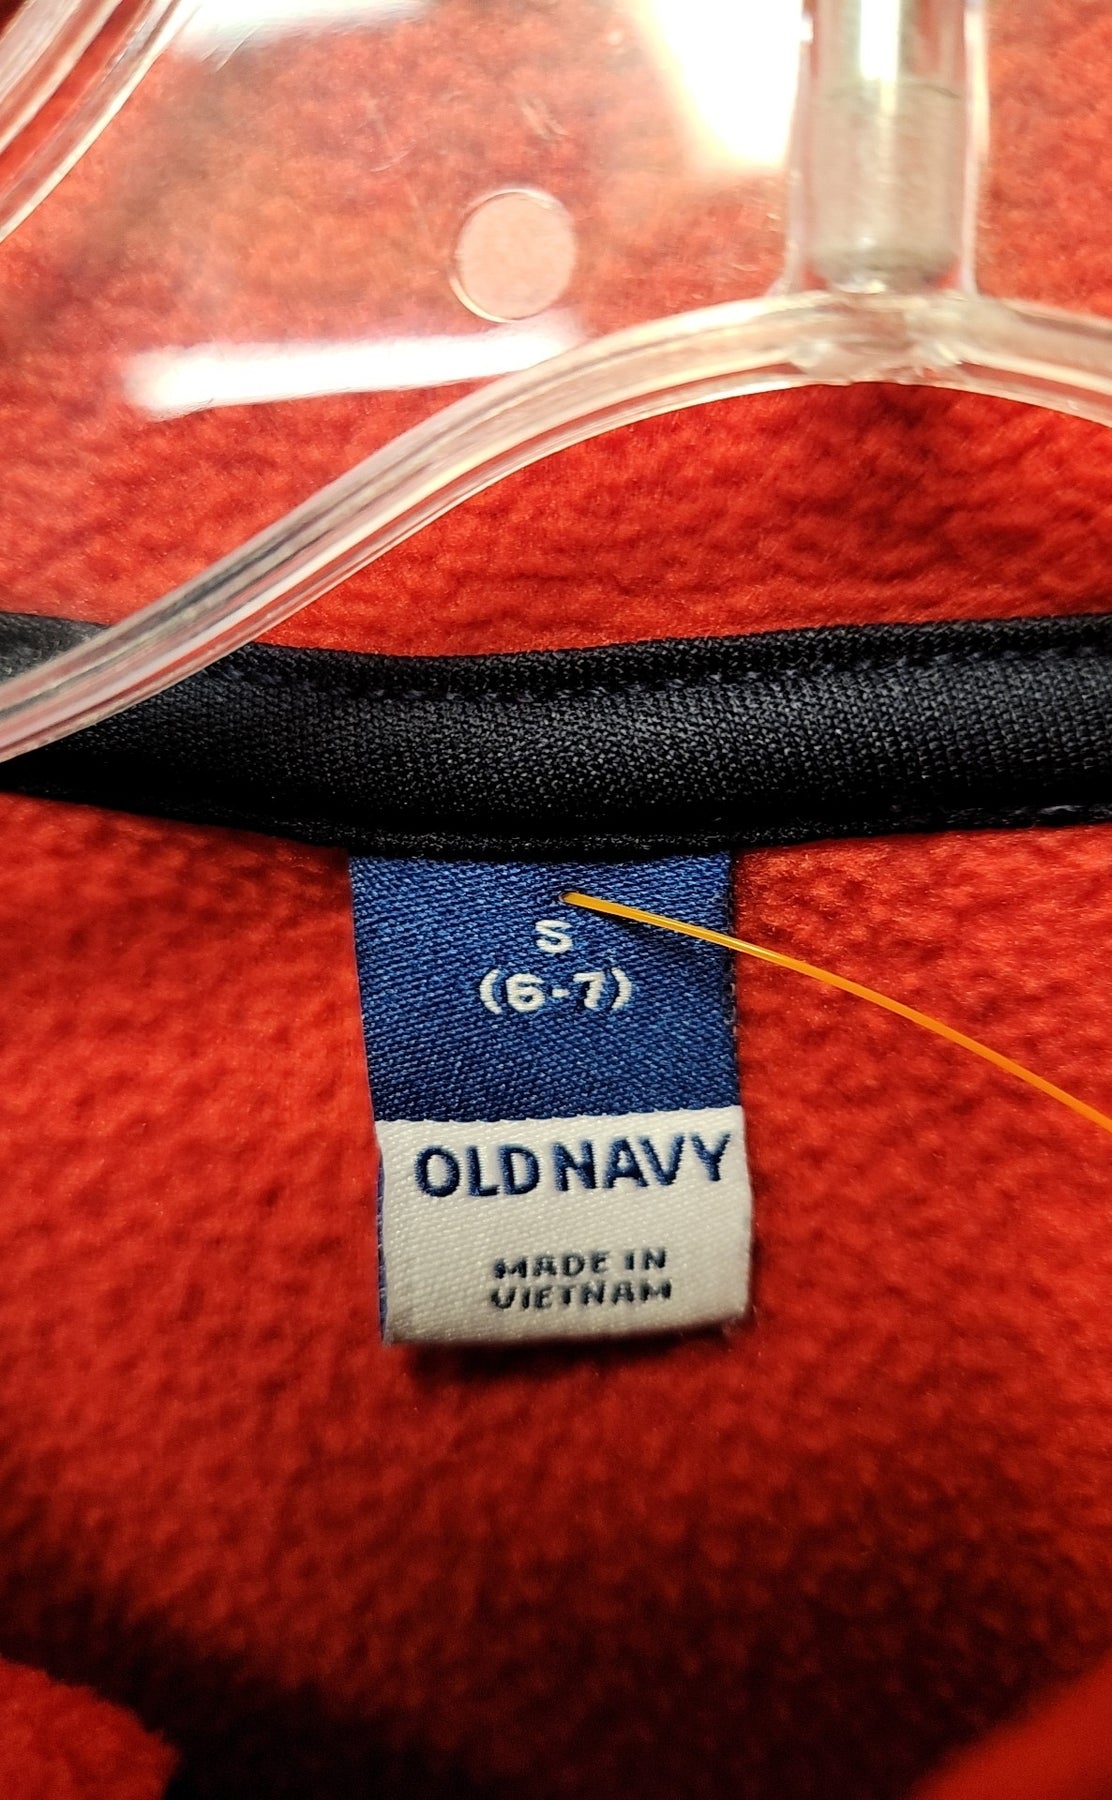 S
(6-7)
OLD NAVY
MADE IN
VIETNAM